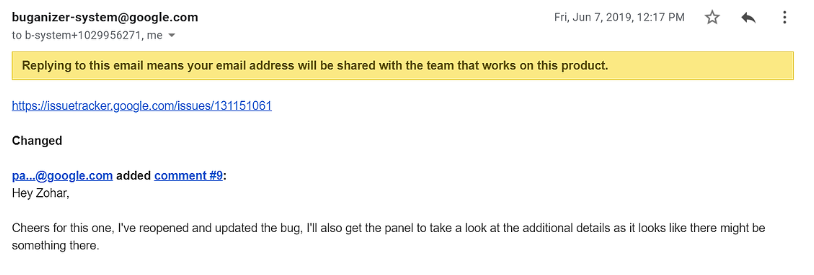 buganizer-system@google.com Fri, Jun 7, 2019, 12:17 PM
to b-system+1029956271, me
Replying to this email means your email address will be shared with the team that works on this product.
https://issuetracker.google.com/issues/131151061
Changed
pa...@google.com added comment #9:
Hey Zohar,
Cheers for this one, I've reopened and updated the bug, I'll also get the panel to take a look at the additional details as it looks like there might be
something there.